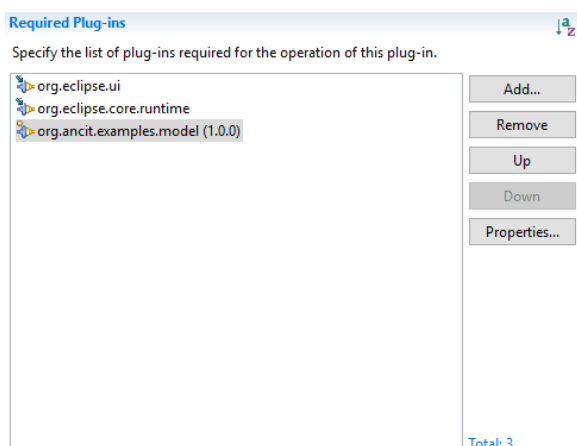 Required Plug-ins
Specify the list of plug-ins required for the operation of this plug-in.
org.eclipse.ui
org.eclipse.core.runtime
org.ancit.examples.model (1.0.0)
Add...
Remove
Up
Down
Properties...
Total: 3
a
z